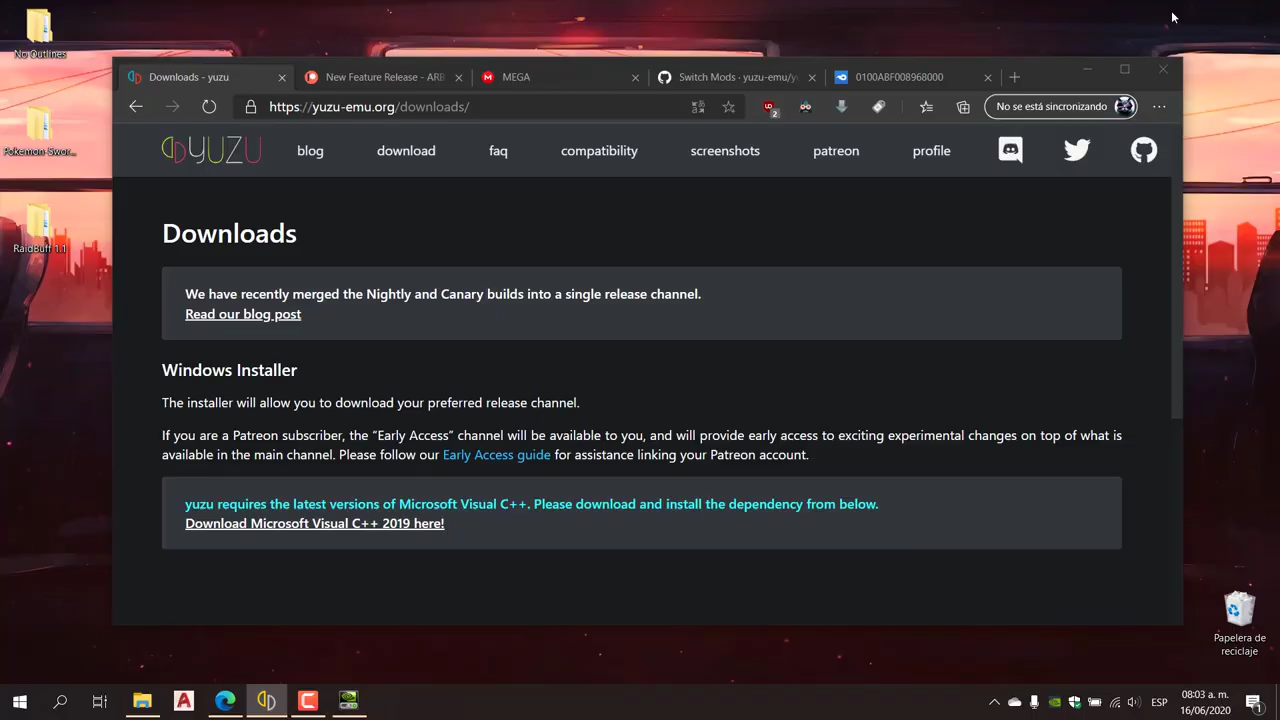 No Outlines
Pokemon-Swor...
RaidBuff 1.1
Downloads - yuzu
New Feature Release - ARB
MEGA
Switch Mods · yuzu-emu/yu
0100ABF008968000
https://yuzu-emu.org/downloads/
2
No se está sincronizando
YUZU
blog
download
faq
compatibility
screenshots
patreon
profile
Downloads
We have recently merged the Nightly and Canary builds into a single release channel.
Read our blog post
Windows Installer
The installer will allow you to download your preferred release channel.
If you are a Patreon subscriber, the “Early Access” channel will be available to you, and will provide early access to exciting experimental changes on top of what is
available in the main channel. Please follow our Early Access guide for assistance linking your Patreon account.
yuzu requires the latest versions of Microsoft Visual C++. Please download and install the dependency from below.
Download Microsoft Visual C++ 2019 here!
Papelera de
reciclaje
ESP
08:03 a. m.
16/06/2020
1